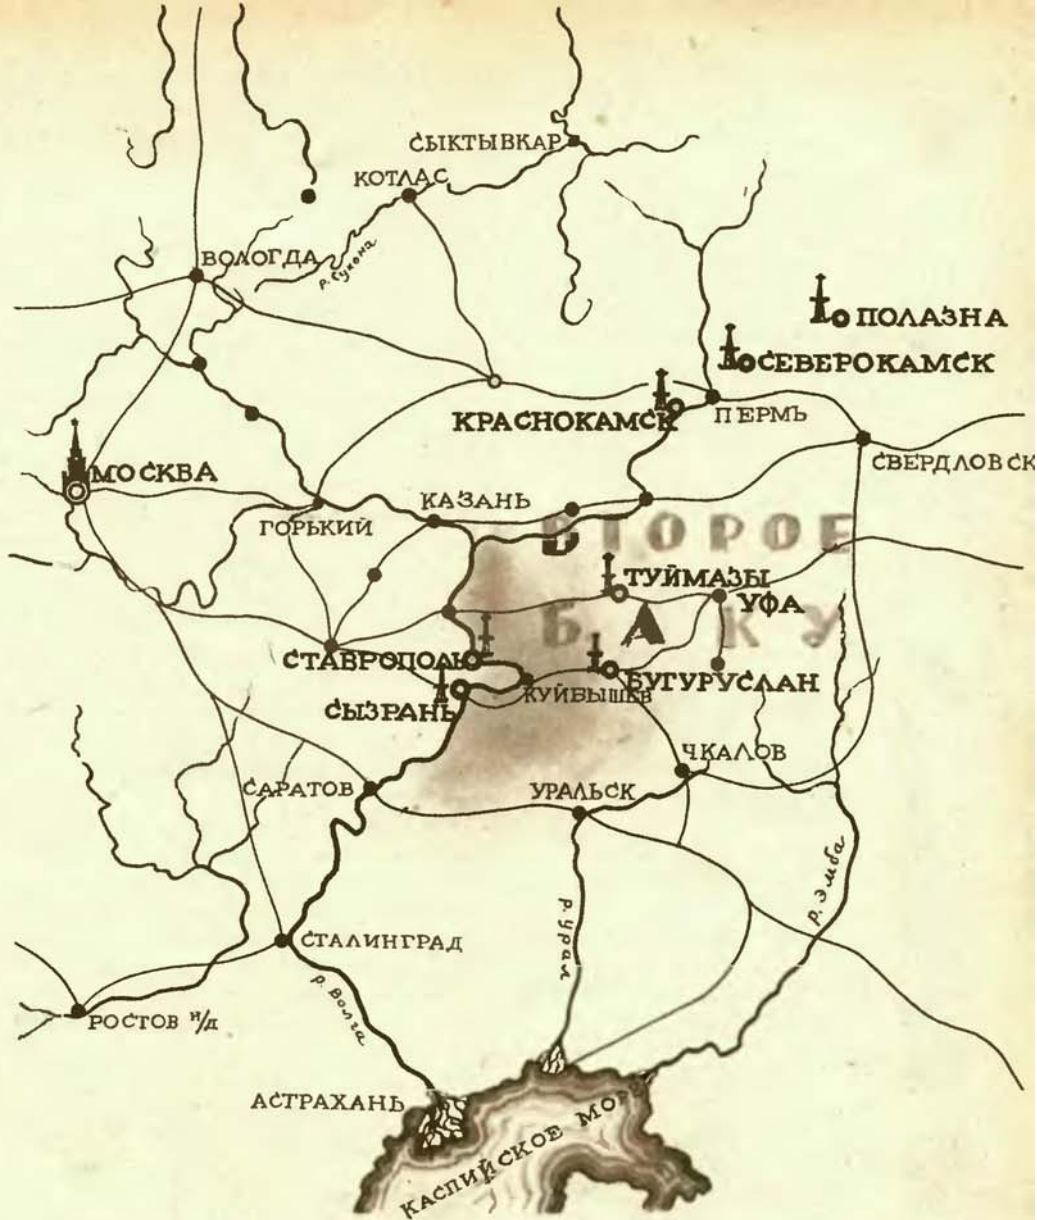 СЫКТЫВКАР
КОТЛАС
ВОЛОГДА
р. Сухона
ПОЛАЗНА
СЕВЕРОКАМСК
КРАСНОКАМСК
ПЕРМЬ
СВЕРДЛОВСК
МОСКВА
КАЗАНЬ
ГОРЬКИЙ
ВТОРОЕ
ТУЙМАЗЫ
УФА
БАКУ
СТАВРОПОЛЬ
БУГУРУСЛАН
КУЙБЫШЕВ
СЫЗРАНЬ
ЧКАЛОВ
САРАТОВ
УРАЛЬСК
р. Эмба
р. Урал
СТАЛИНГРАД
р. Волга
РОСТОВ н/д
АСТРАХАНЬ
КАСПИЙСКОЕ МОРЕ